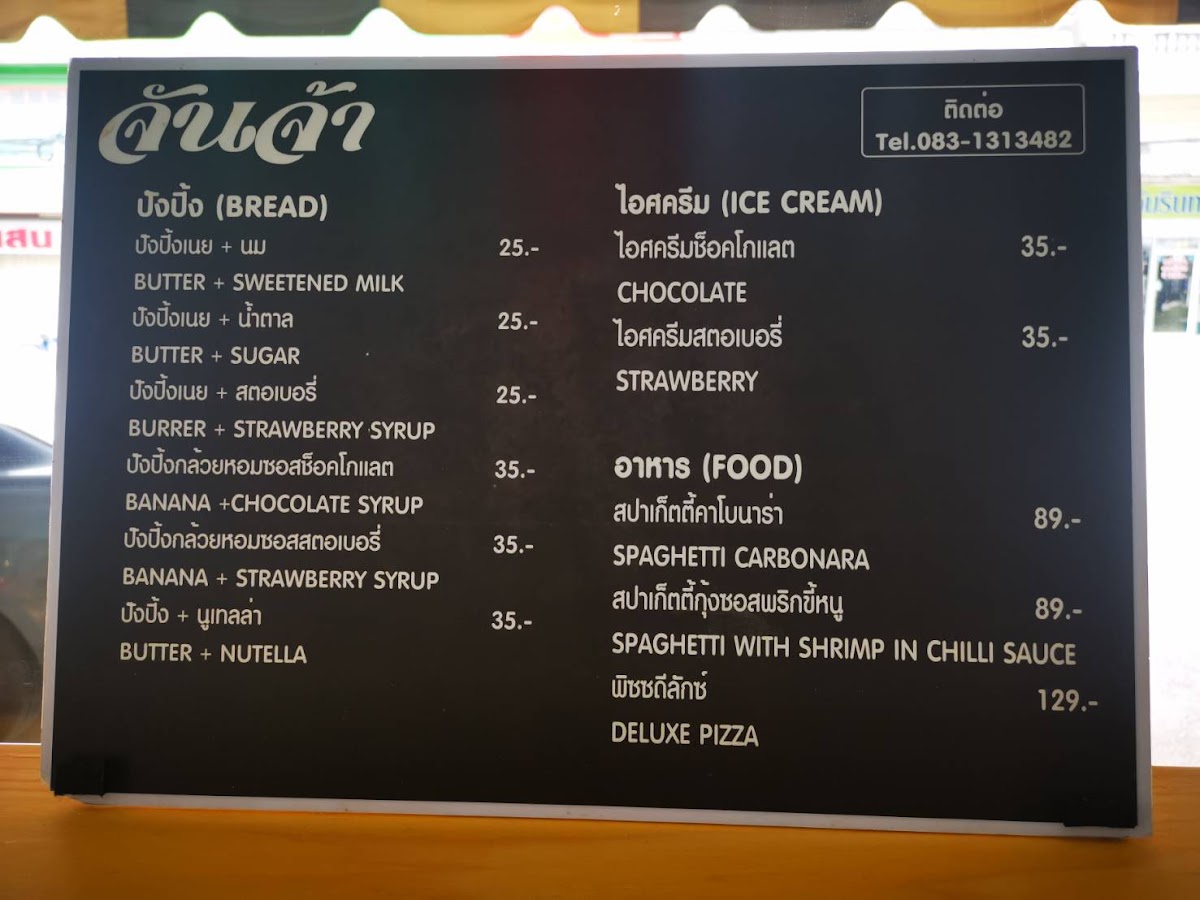 จันจ้า
ติดต่อ
Tel.083-1313482
ปังปิ้ง (BREAD)
ปังปิ้งเนย + นม 25.-
BUTTER + SWEETENED MILK
ปังปิ้งเนย + น้ำตาล 25.-
BUTTER + SUGAR
ปังปิ้งเนย + สตอเบอรี่ 25.-
BURRER + STRAWBERRY SYRUP
ปังปิ้งกล้วยหอมซอสช็อคโกแลต 35.-
BANANA +CHOCOLATE SYRUP
ปังปิ้งกล้วยหอมซอสสตอเบอรี่ 35.-
BANANA + STRAWBERRY SYRUP
ปังปิ้ง + นูเทลล่า 35.-
BUTTER + NUTELLA
ไอศครีม (ICE CREAM)
ไอศครีมช็อคโกแลต 35.-
CHOCOLATE
ไอศครีมสตอเบอรี่ 35.-
STRAWBERRY
อาหาร (FOOD)
สปาเก็ตตี้คาโบนาร่า 89.-
SPAGHETTI CARBONARA
สปาเก็ตตี้กุ้งซอสพริกขี้หนู 89.-
SPAGHETTI WITH SHRIMP IN CHILLI SAUCE
พิซซดีลักซ์ 129.-
DELUXE PIZZA